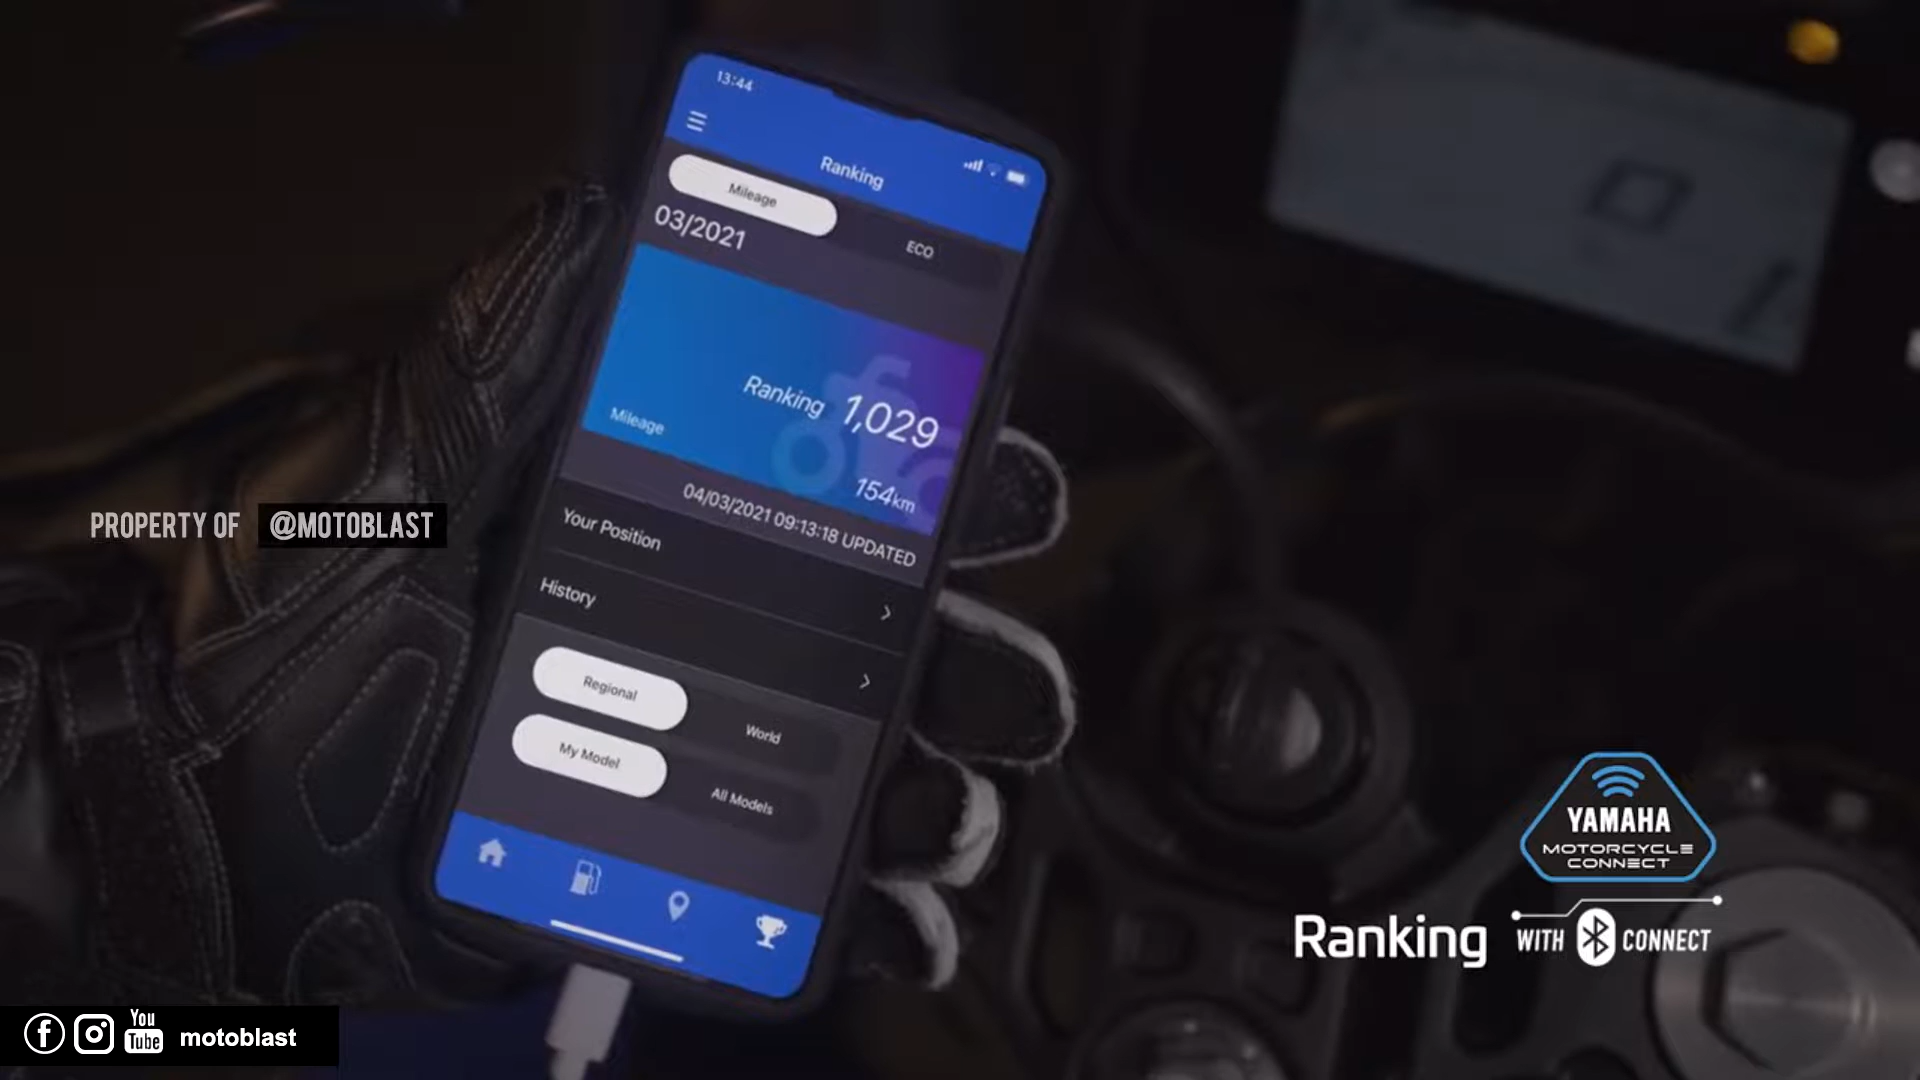 13:44
Ranking
Mileage
ECO
03/2021
Ranking 1,029
Mileage
154km
04/03/2021 09:13:18 UPDATED
Your Position
History
Regional
World
My Model
All Models
PROPERTY OF @MOTOBLAST
YAMAHA
MOTORCYCLE
CONNECT
Ranking WITH CONNECT
You
Tube
motoblast